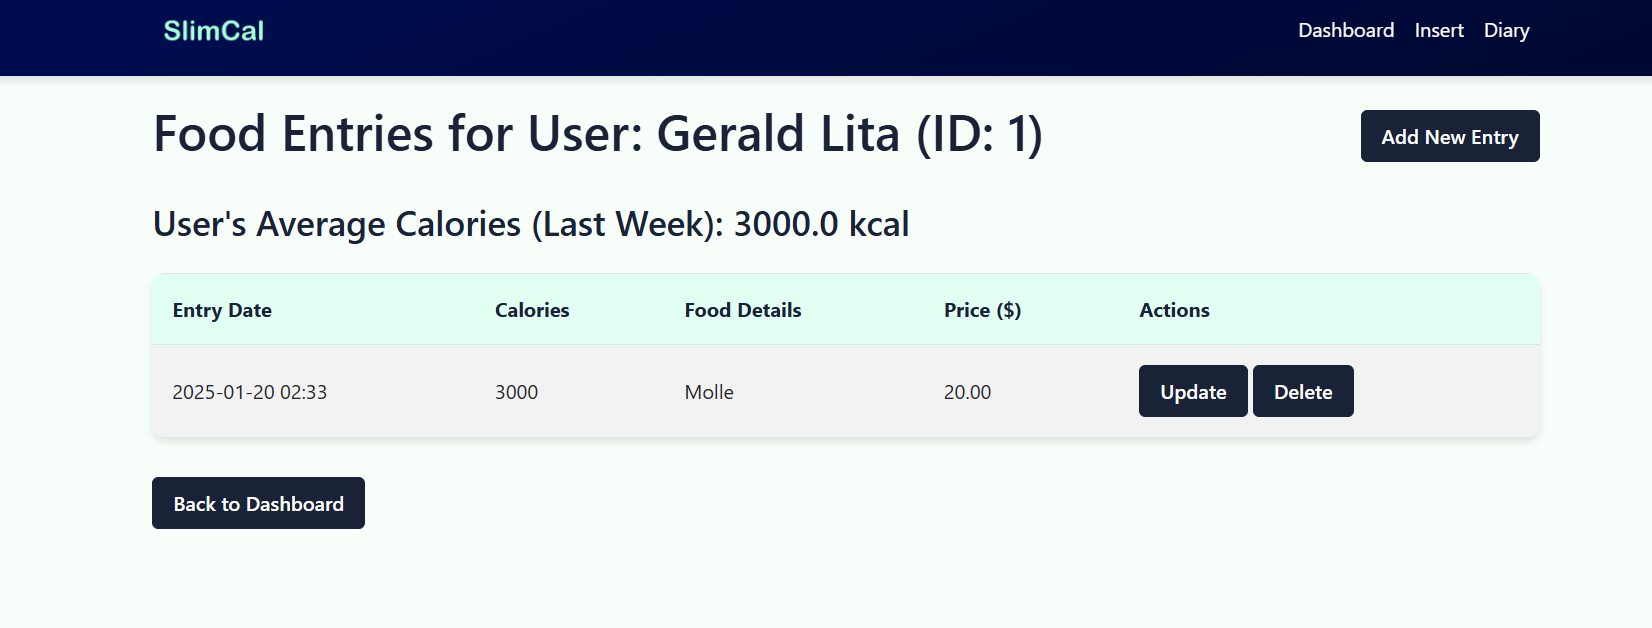 SlimCal
Dashboard Insert Diary
Food Entries for User: Gerald Lita (ID: 1)
Add New Entry
User's Average Calories (Last Week): 3000.0 kcal
Entry Date Calories Food Details Price ($) Actions
2025-01-20 02:33 3000 Molle 20.00 Update Delete
Back to Dashboard